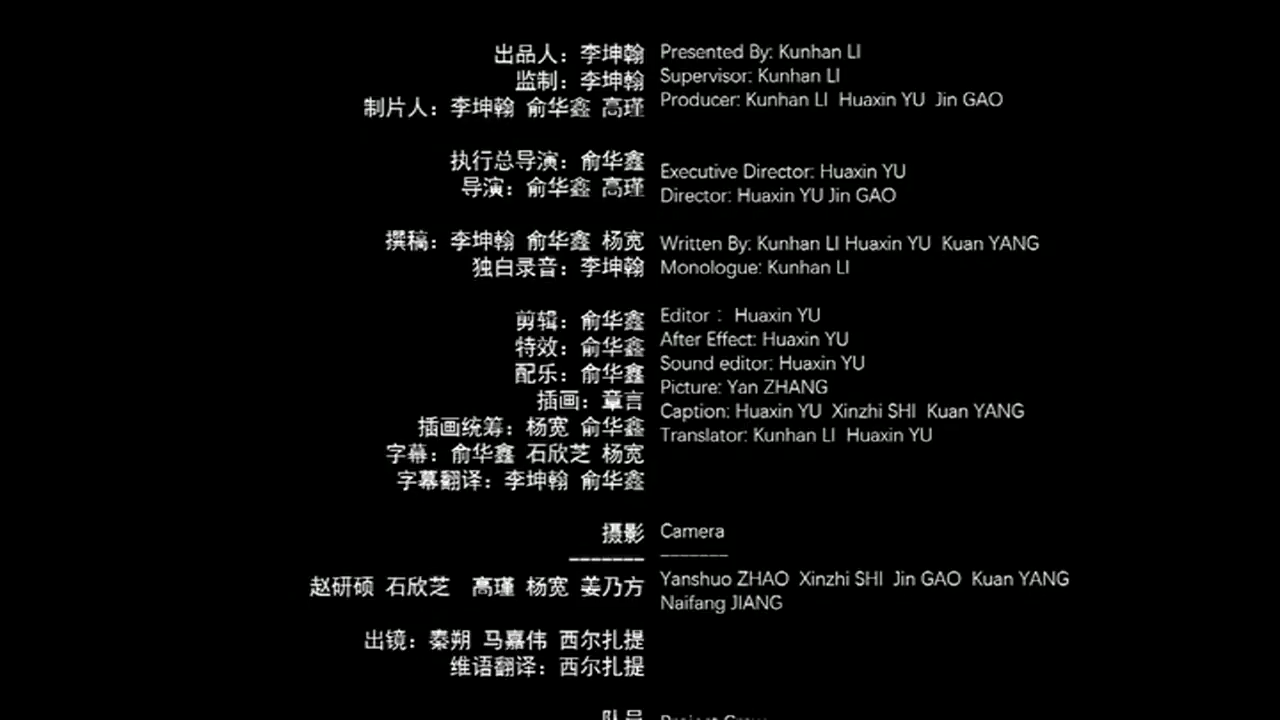 出品人：李坤翰
监制：李坤翰
制片人：李坤翰 俞华鑫 高瑾
执行总导演：俞华鑫
导演：俞华鑫 高瑾
撰稿：李坤翰 俞华鑫 杨宽
独白录音：李坤翰
剪辑：俞华鑫
特效：俞华鑫
配乐：俞华鑫
插画：章言
插画统筹：杨宽 俞华鑫
字幕：俞华鑫 石欣芝 杨宽
字幕翻译：李坤翰 俞华鑫
摄影
-------
赵研硕 石欣芝 高瑾 杨宽 姜乃方
出镜：秦朔 马嘉伟 西尔扎提
维语翻译：西尔扎提
队员
Presented By: Kunhan LI
Supervisor: Kunhan LI
Producer: Kunhan LI Huaxin YU Jin GAO
Executive Director: Huaxin YU
Director: Huaxin YU Jin GAO
Written By: Kunhan LI Huaxin YU Kuan YANG
Monologue: Kunhan LI
Editor： Huaxin YU
After Effect: Huaxin YU
Sound editor: Huaxin YU
Picture: Yan ZHANG
Caption: Huaxin YU Xinzhi SHI Kuan YANG
Translator: Kunhan LI Huaxin YU
Camera
-------
Yanshuo ZHAO Xinzhi SHI Jin GAO Kuan YANG
Naifang JIANG
Project Crew